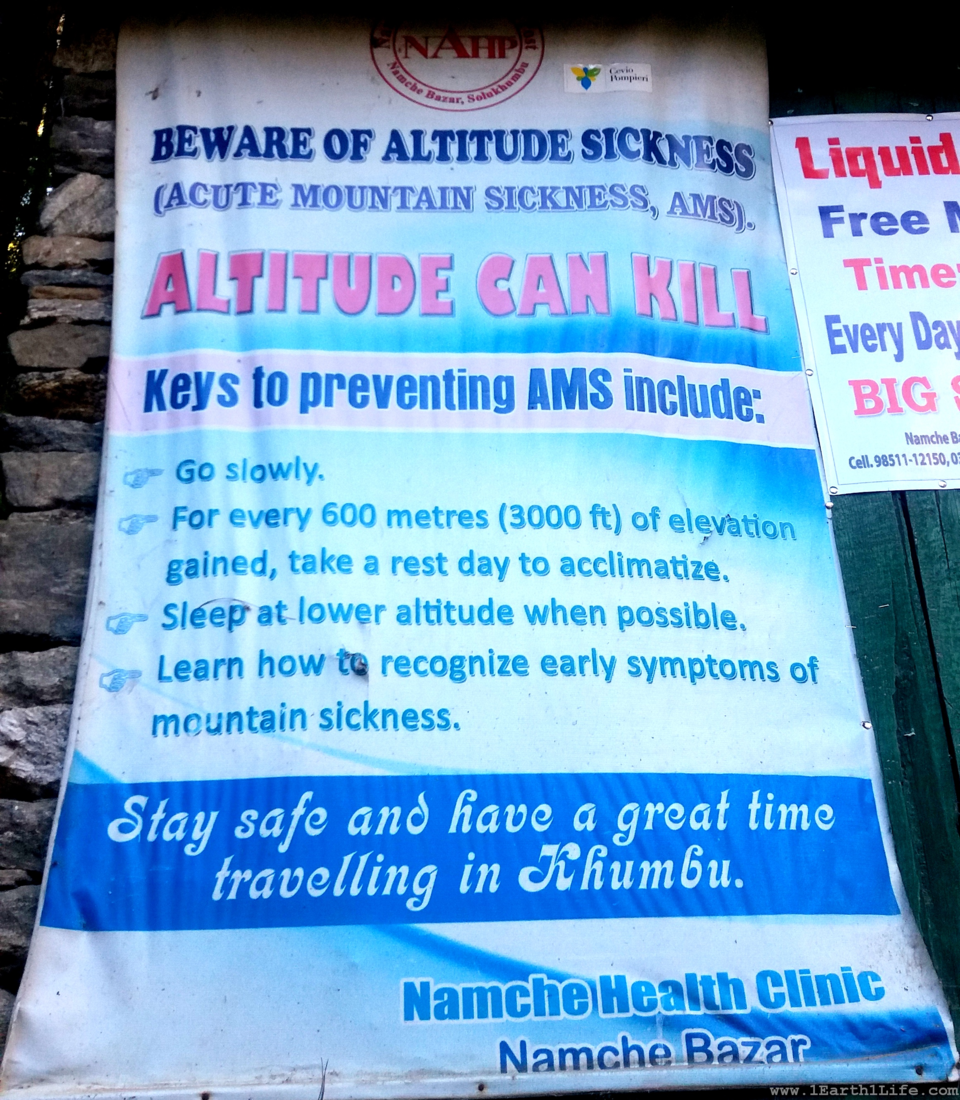 NAHP
Namche Bazar, Solukhumbu
Cevio
Pompieri
BEWARE OF ALTITUDE SICKNESS
(ACUTE MOUNTAIN SICKNESS, AMS).
ALTITUDE CAN KILL
Keys to preventing AMS include:
Go slowly.
For every 600 metres (3000 ft) of elevation
gained, take a rest day to acclimatize.
Sleep at lower altitude when possible.
Learn how to recognize early symptoms of
mountain sickness.
Stay safe and have a great time
travelling in Khumbu.
Namche Health Clinic
Namche Bazar
Liquid
Free
Time:
Every Day
BIG
Namche
Cell. 98511-12150,
www.1Earth1Life.com